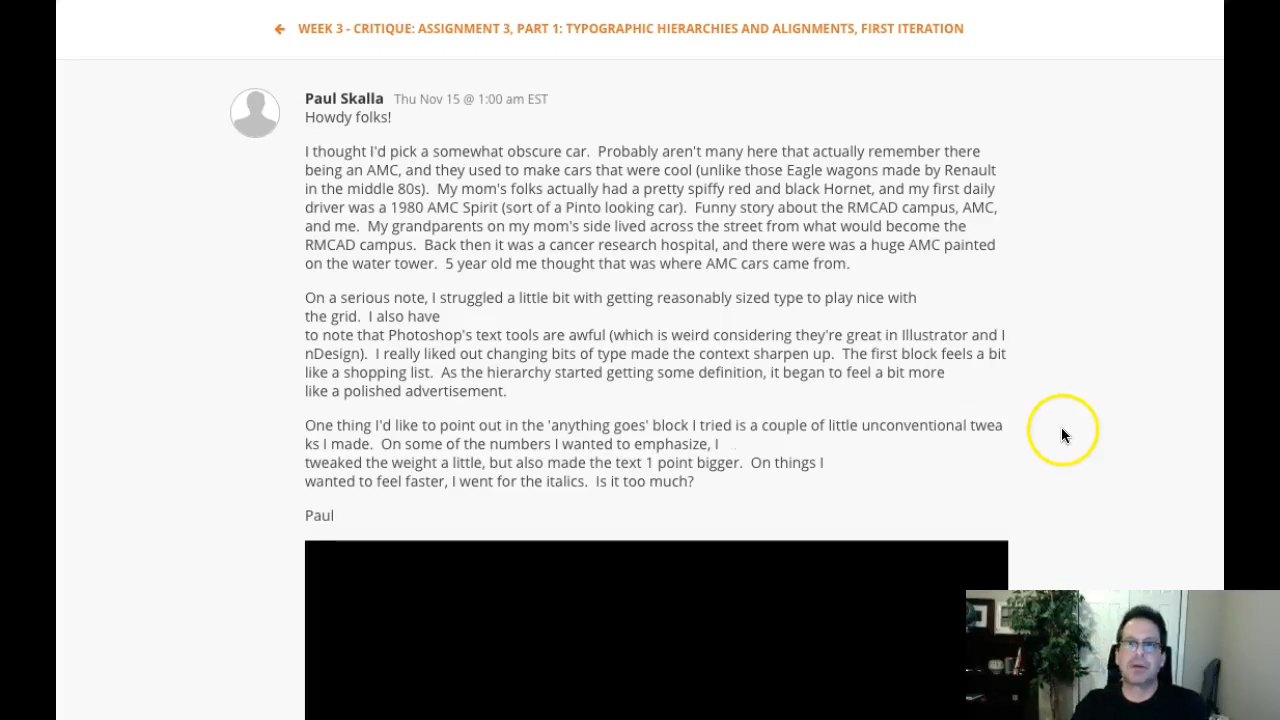 WEEK 3 - CRITIQUE: ASSIGNMENT 3, PART 1: TYPOGRAPHIC HIERARCHIES AND ALIGNMENTS, FIRST ITERATION
Paul Skalla Thu Nov 15 @ 1:00 am EST
Howdy folks!
I thought I'd pick a somewhat obscure car. Probably aren't many here that actually remember there
being an AMC, and they used to make cars that were cool (unlike those Eagle wagons made by Renault
in the middle 80s). My mom's folks actually had a pretty spiffy red and black Hornet, and my first daily
driver was a 1980 AMC Spirit (sort of a Pinto looking car). Funny story about the RMCAD campus, AMC,
and me. My grandparents on my mom's side lived across the street from what would become the
RMCAD campus. Back then it was a cancer research hospital, and there were was a huge AMC painted
on the water tower. 5 year old me thought that was where AMC cars came from.
On a serious note, I struggled a little bit with getting reasonably sized type to play nice with
the grid. I also have
to note that Photoshop's text tools are awful (which is weird considering they're great in Illustrator and I
nDesign). I really liked out changing bits of type made the context sharpen up. The first block feels a bit
like a shopping list. As the hierarchy started getting some definition, it began to feel a bit more
like a polished advertisement.
One thing I'd like to point out in the 'anything goes' block I tried is a couple of little unconventional twea
ks I made. On some of the numbers I wanted to emphasize, I
tweaked the weight a little, but also made the text 1 point bigger. On things I
wanted to feel faster, I went for the italics. Is it too much?
Paul